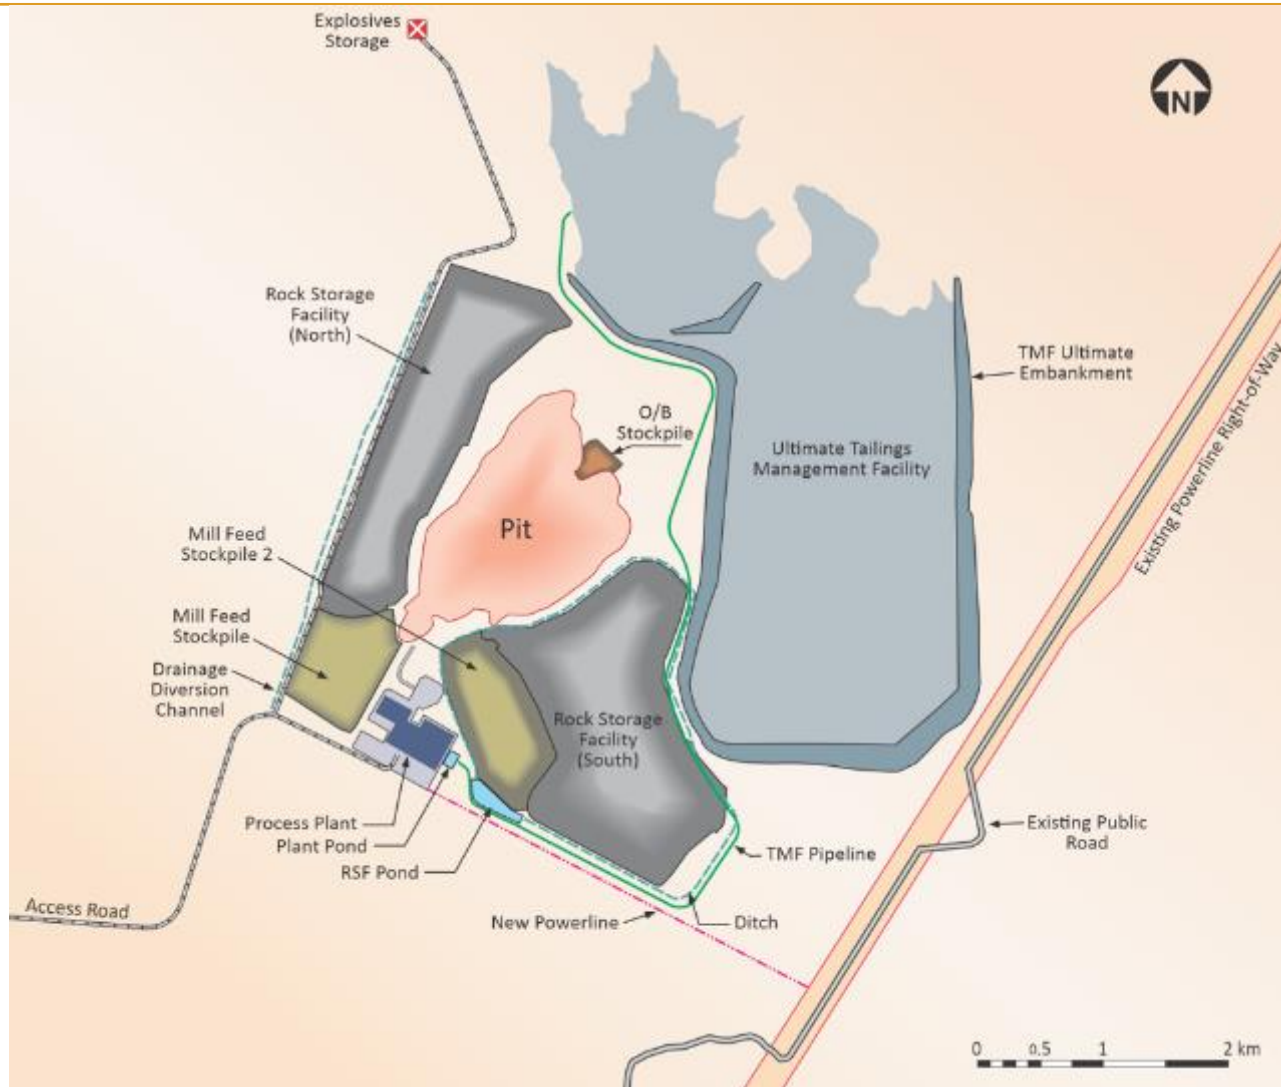 Explosives
Storage
N
Rock Storage
Facility
(North)
TMF Ultimate
Embankment
O/B
Stockpile
Ultimate Tailings
Management Facility
Existing Powerline Right-of-Way
Pit
Mill Feed
Stockpile 2
Mill Feed
Stockpile
Drainage
Diversion
Channel
Rock Storage
Facility
(South)
Process Plant
Plant Pond
RSF Pond
TMF Pipeline
Existing Public
Road
Access Road
New Powerline
Ditch
0 0.5 1 2 km